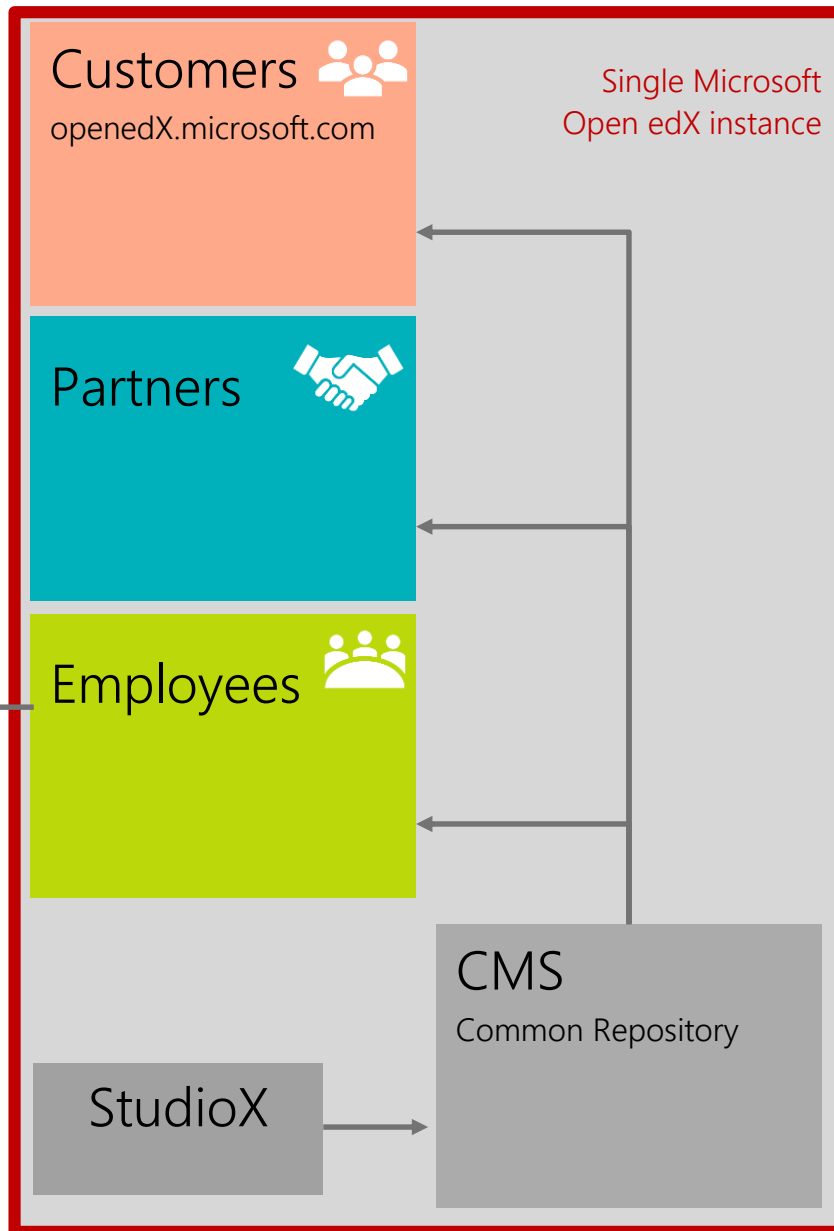 Customers
openedX.microsoft.com
Single Microsoft
Open edX instance
Partners
Employees
CMS
Common Repository
StudioX